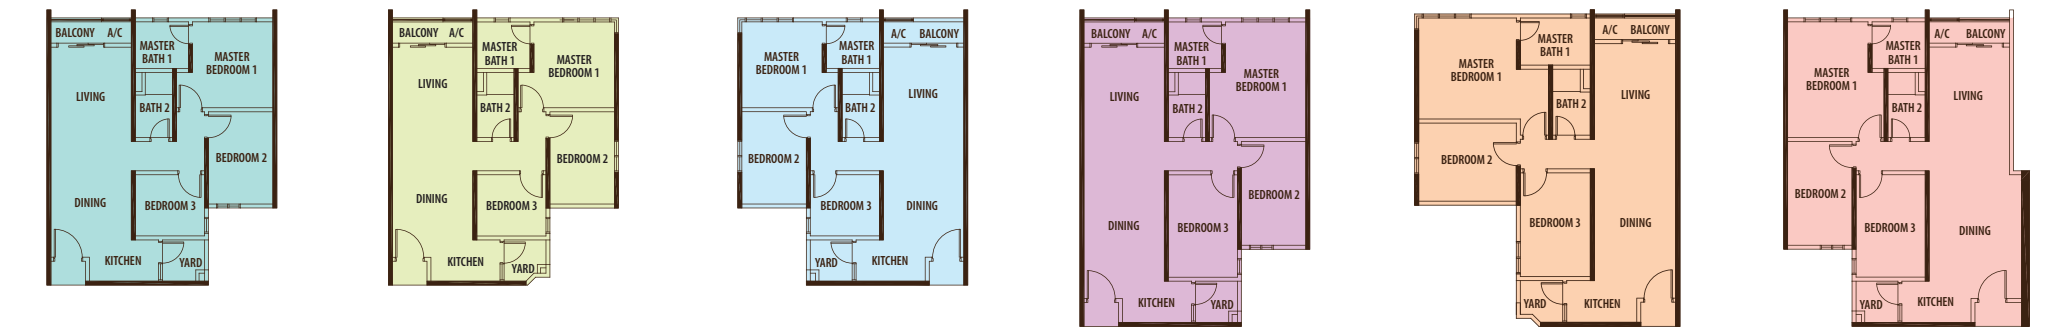 BALCONY A/C
MASTER
BATH 1
MASTER
BEDROOM 1
LIVING
BATH 2
BEDROOM 2
DINING
BEDROOM 3
KITCHEN
YARD
BALCONY A/C
MASTER
BATH 1
MASTER
BEDROOM 1
LIVING
BATH 2
BEDROOM 2
DINING
BEDROOM 3
KITCHEN
YARD
A/C BALCONY
MASTER
BATH 1
MASTER
BEDROOM 1
LIVING
BATH 2
BEDROOM 2
BEDROOM 3
DINING
YARD
KITCHEN
BALCONY A/C
MASTER
BATH 1
MASTER
BEDROOM 1
LIVING
BATH 2
BEDROOM 2
DINING
BEDROOM 3
KITCHEN
YARD
A/C BALCONY
MASTER
BATH 1
MASTER
BEDROOM 1
LIVING
BATH 2
BEDROOM 2
BEDROOM 3
DINING
YARD
KITCHEN
A/C BALCONY
MASTER
BATH 1
MASTER
BEDROOM 1
LIVING
BATH 2
BEDROOM 2
BEDROOM 3
DINING
YARD
KITCHEN